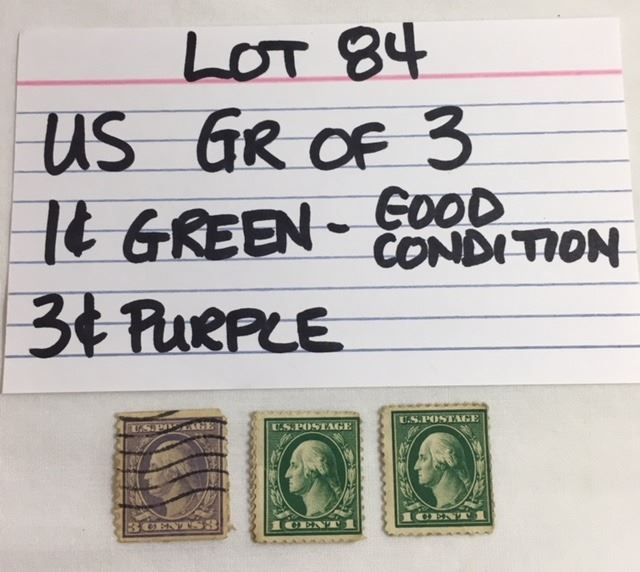 LOT 84
US GR OF 3
1¢ GREEN - GOOD CONDITION
3¢ PURPLE
U.S. POSTAGE
3 CENTS 3
U.S. POSTAGE
1 CENT 1
U.S. POSTAGE
1 CENT 1